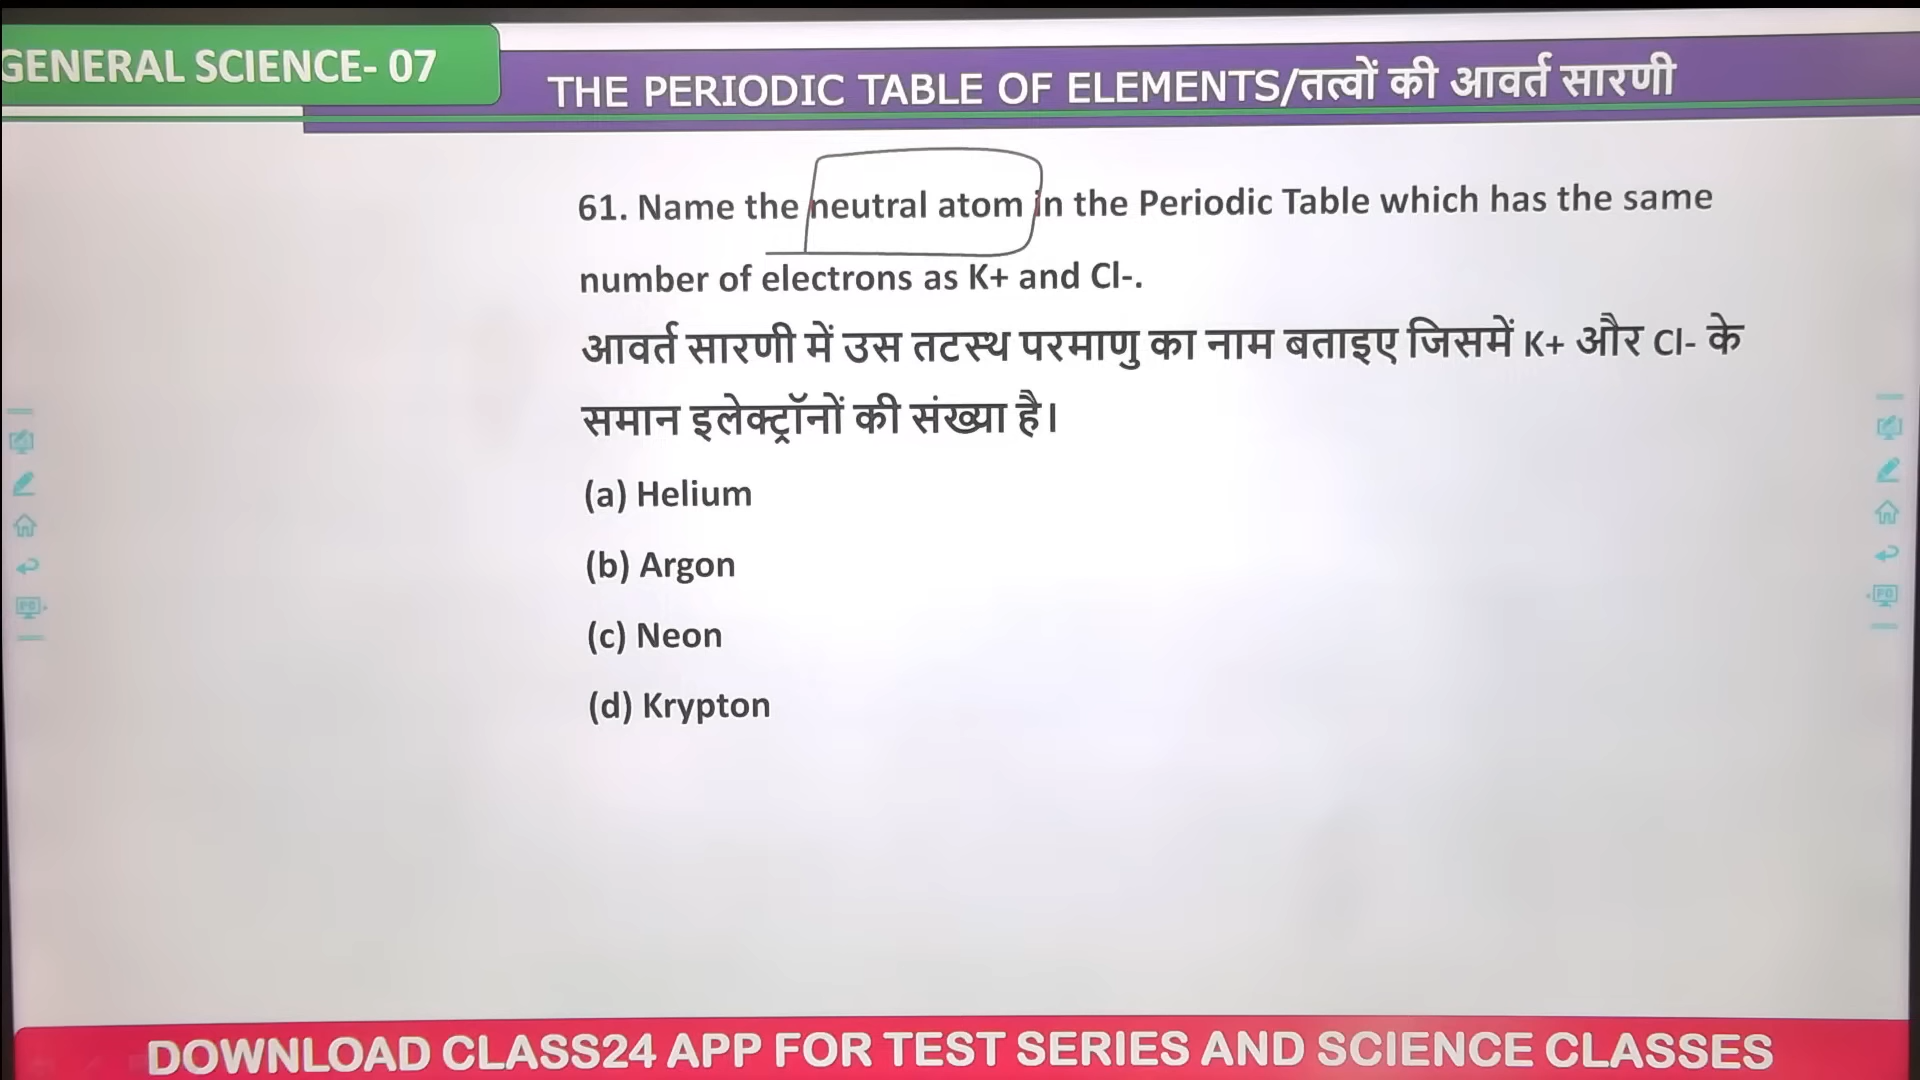 GENERAL SCIENCE- 07
THE PERIODIC TABLE OF ELEMENTS/तत्वों की आवर्त सारणी
61. Name the neutral atom in the Periodic Table which has the same
number of electrons as K+ and Cl-.
आवर्त सारणी में उस तटस्थ परमाणु का नाम बताइए जिसमें K+ और Cl- के
समान इलेक्ट्रॉनों की संख्या है।
(a) Helium
(b) Argon
(c) Neon
(d) Krypton
DOWNLOAD CLASS24 APP FOR TEST SERIES AND SCIENCE CLASSES